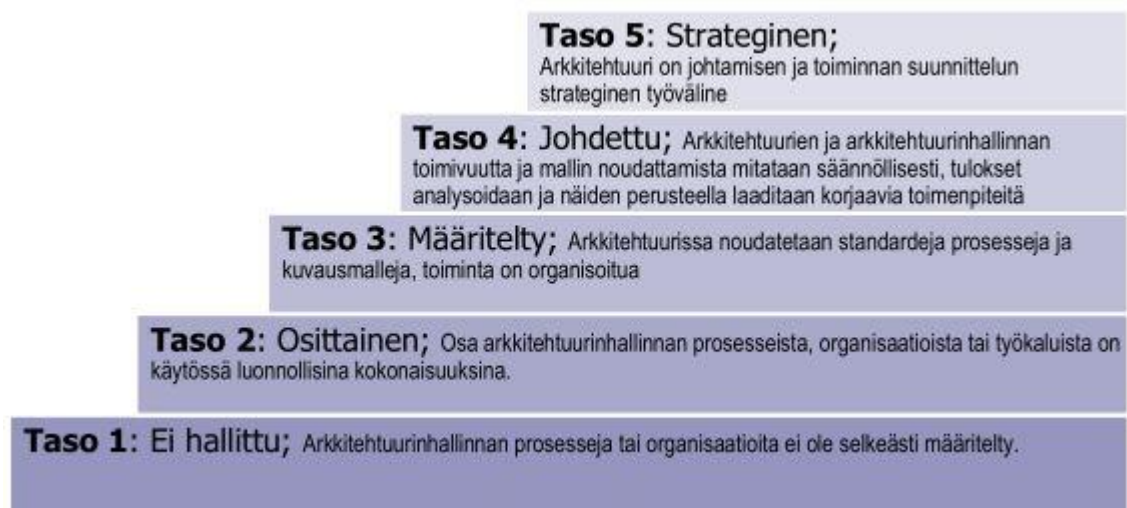 Taso 5: Strateginen;
Arkkitehtuuri on johtamisen ja toiminnan suunnittelun
strateginen työväline
Taso 4: Johdettu; Arkkitehtuurien ja arkkitehtuurinhallinnan
toimivuutta ja mallin noudattamista mitataan säännöllisesti, tulokset
analysoidaan ja näiden perusteella laaditaan korjaavia toimenpiteitä
Taso 3: Määritelty; Arkkitehtuurissa noudatetaan standardeja prosesseja ja
kuvausmalleja, toiminta on organisoitua
Taso 2: Osittainen; Osa arkkitehtuurinhallinnan prosesseista, organisaatioista tai työkaluista on
käytössä luonnollisina kokonaisuuksina.
Taso 1: Ei hallittu; Arkkitehtuurinhallinnan prosesseja tai organisaatioita ei ole selkeästi määritelty.